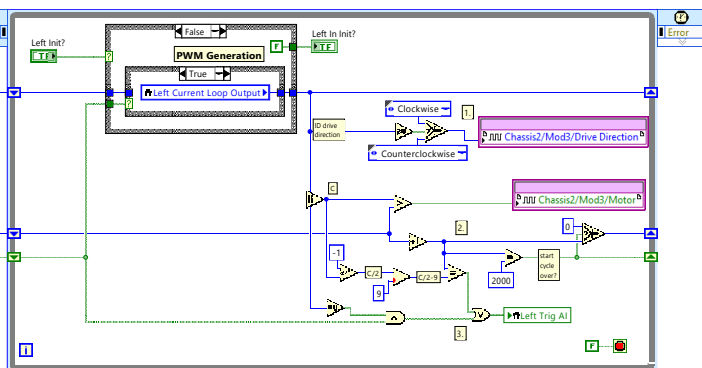 False
Error
Left Init?
Left In Init?
TF
F
TF
PWM Generation
True
Left Current Loop Output
Clockwise
1.
ID drive
direction
Chassis2/Mod3/Drive Direction
Counterclockwise
C
Chassis2/Mod3/Motor
2.
0
-1
C/2
C/2-9
9
2000
start
cycle
over?
Left Trig AI
3.
i
F